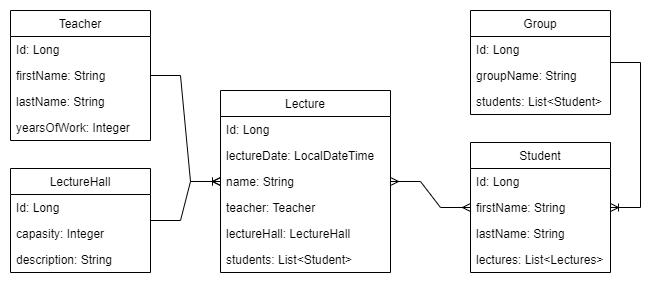 Teacher
Id: Long
firstName: String
lastName: String
yearsOfWork: Integer
LectureHall
Id: Long
capasity: Integer
description: String
Lecture
Id: Long
lectureDate: LocalDateTime
name: String
teacher: Teacher
lectureHall: LectureHall
students: List<Student>
Group
Id: Long
groupName: String
students: List<Student>
Student
Id: Long
firstName: String
lastName: String
lectures: List<Lectures>